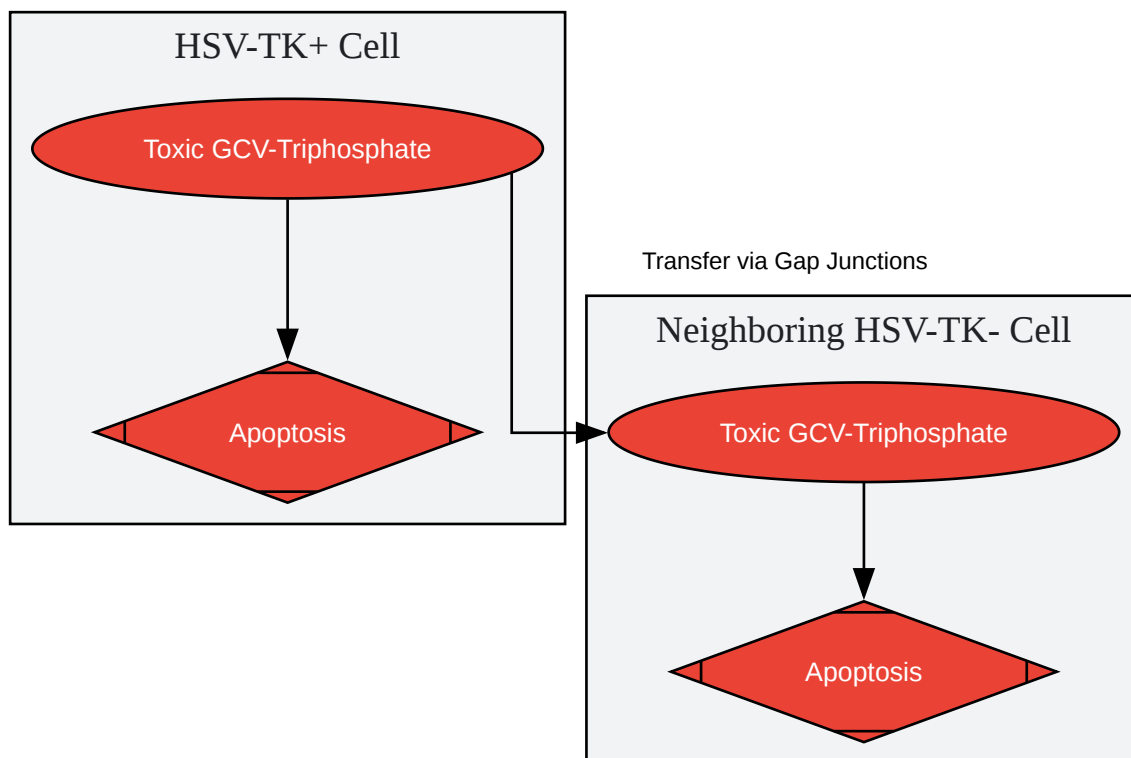 HSV-TK+ Cell
Toxic GCV-Triphosphate
Apoptosis
Transfer via Gap Junctions
Neighboring HSV-TK- Cell
Toxic GCV-Triphosphate
Apoptosis